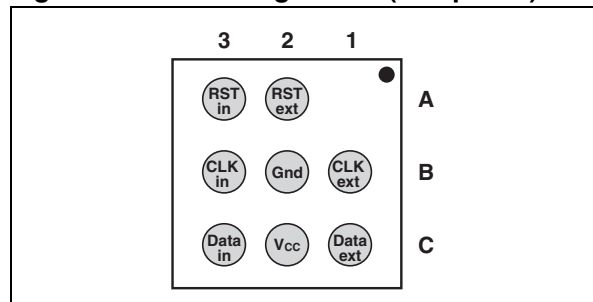 3 2 1
RST in RST ext A
CLK in Gnd CLK ext B
Data in Vcc Data ext C